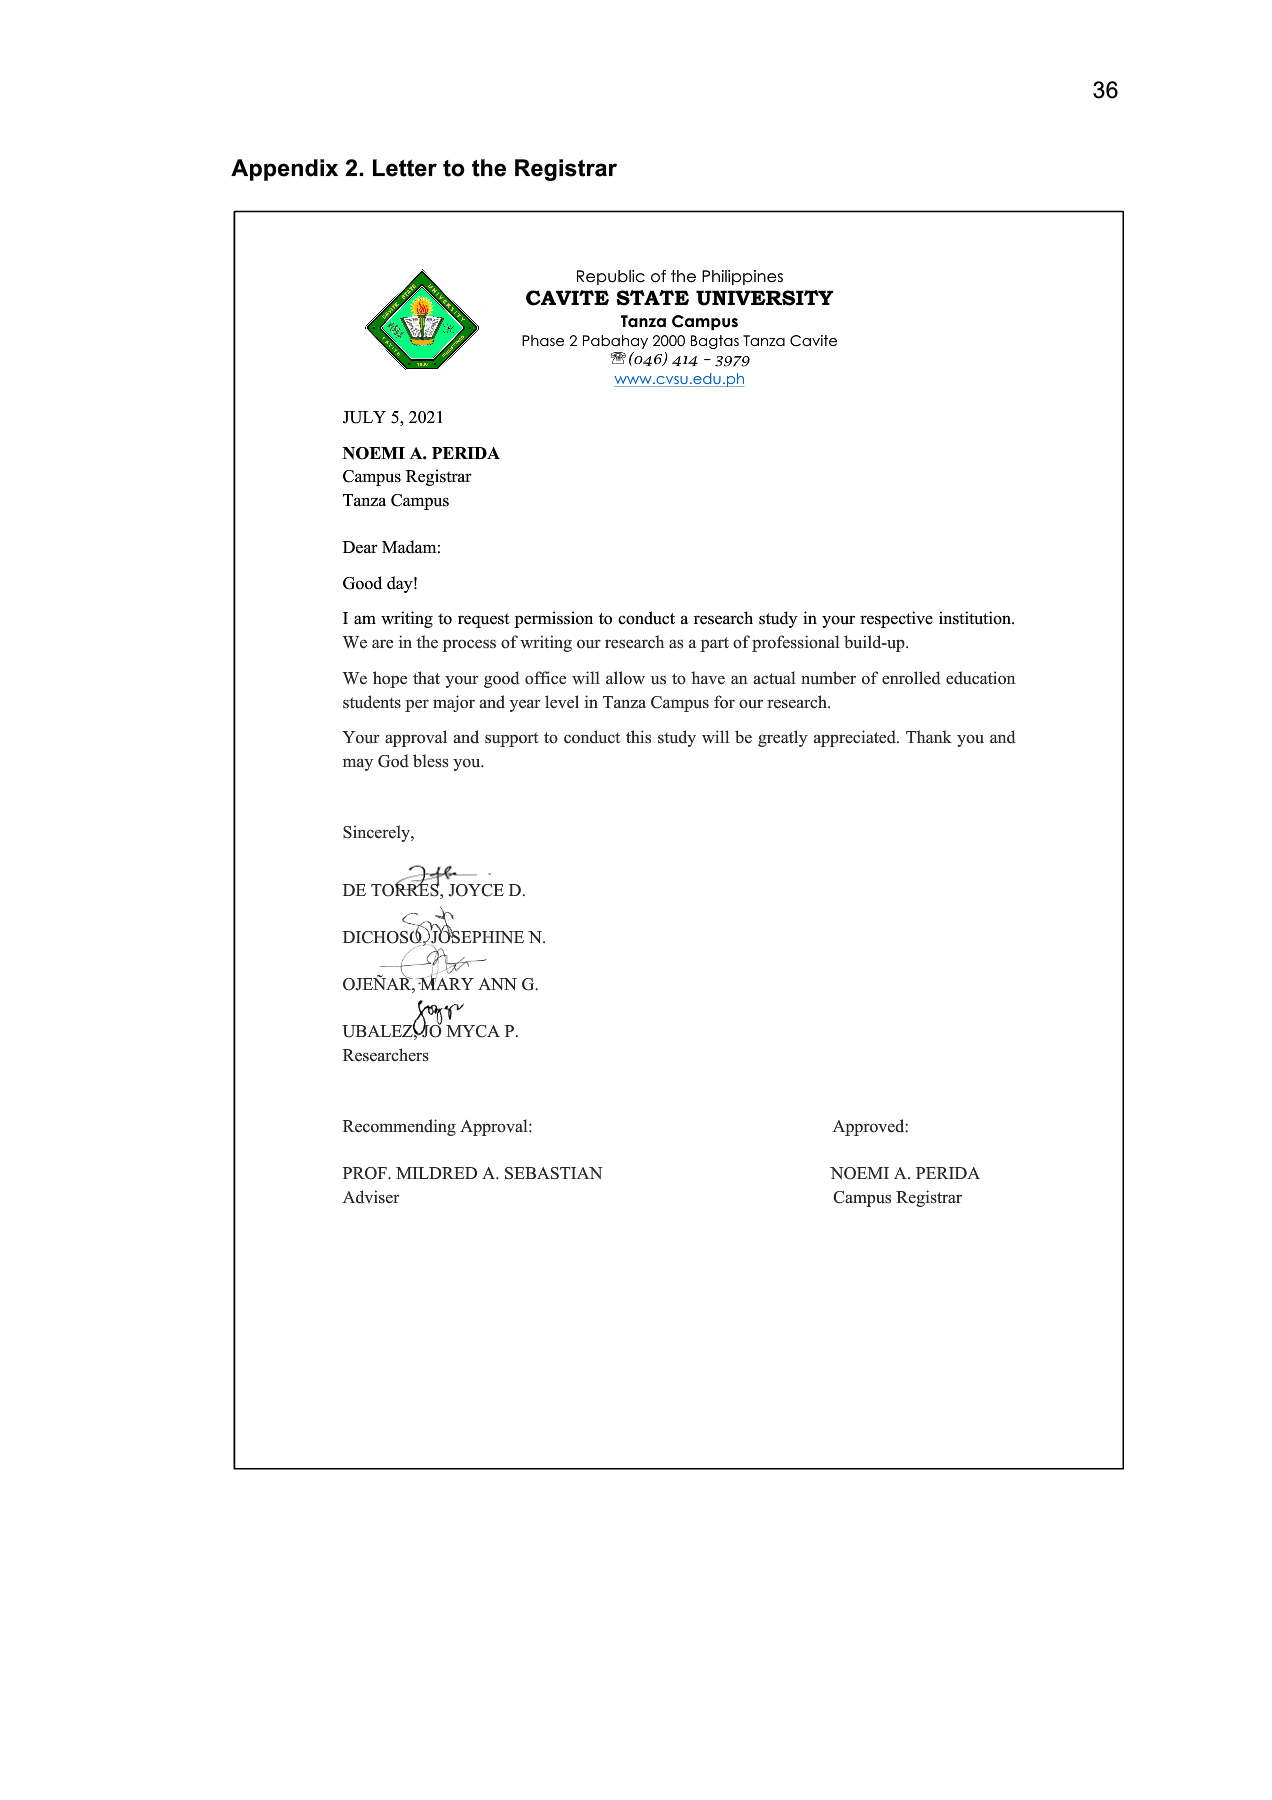 36
Appendix 2. Letter to the Registrar
Republic of the Philippines
CAVITE STATE UNIVERSITY
Tanza Campus
Phase 2 Pabahay 2000 Bagtas Tanza Cavite
☏(046) 414 - 3979
www.cvsu.edu.ph
JULY 5, 2021
NOEMI A. PERIDA
Campus Registrar
Tanza Campus
Dear Madam:
Good day!
I am writing to request permission to conduct a research study in your respective institution.
We are in the process of writing our research as a part of professional build-up.
We hope that your good office will allow us to have an actual number of enrolled education
students per major and year level in Tanza Campus for our research.
Your approval and support to conduct this study will be greatly appreciated. Thank you and
may God bless you.
Sincerely,
DE TORRES, JOYCE D.
DICHOSO, JOSEPHINE N.
OJEÑAR, MARY ANN G.
UBALEZ, JO MYCA P.
Researchers
Recommending Approval: Approved:
PROF. MILDRED A. SEBASTIAN NOEMI A. PERIDA
Adviser Campus Registrar